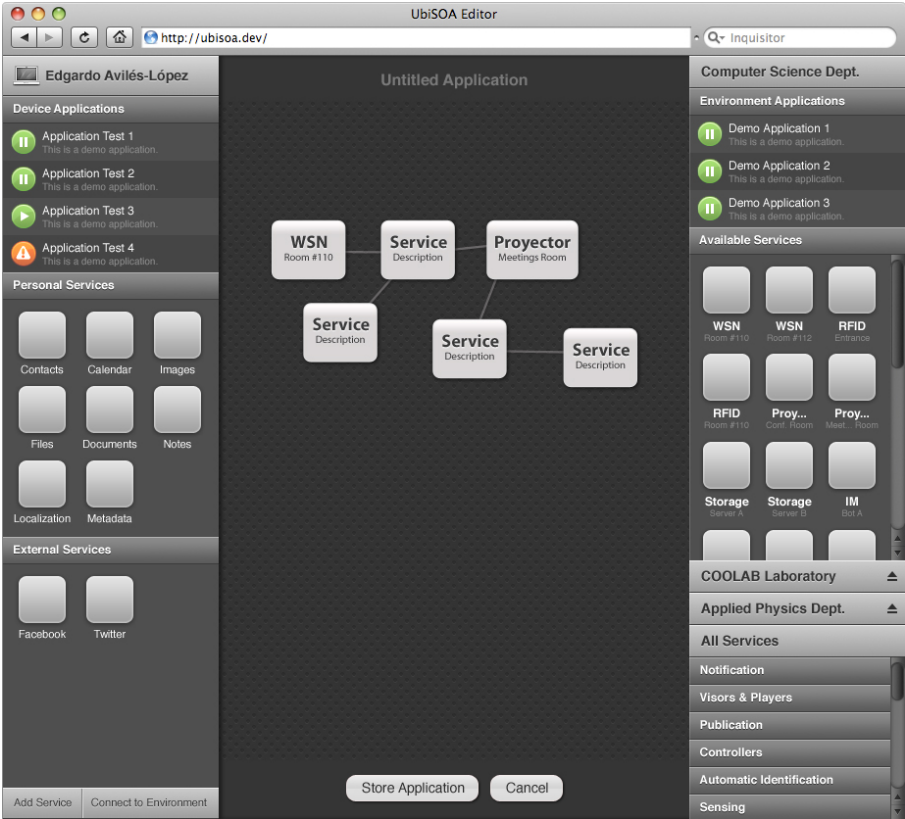 UbiSOA Editor
http://ubisoa.dev/
Inquisitor
Edgardo Avilés-López
Device Applications
Application Test 1
This is a demo application.
Application Test 2
This is a demo application.
Application Test 3
This is a demo application.
Application Test 4
This is a demo application.
Personal Services
Contacts Calendar Images
Files Documents Notes
Localization Metadata
External Services
Facebook Twitter
Add Service Connect to Environment
Untitled Application
WSN
Room #110
Service
Description
Proyector
Meetings Room
Service
Description
Service
Description
Service
Description
Store Application Cancel
Computer Science Dept.
Environment Applications
Demo Application 1
This is a demo application.
Demo Application 2
This is a demo application.
Demo Application 3
This is a demo application.
Available Services
WSN WSN RFID
Room #110 Room #112 Entrance
RFID Proy... Proy...
Room #110 Conf. Room Meet... Room
Storage Storage IM
Server A Server B Bot A
COOLAB Laboratory
Applied Physics Dept.
All Services
Notification
Visors & Players
Publication
Controllers
Automatic Identification
Sensing